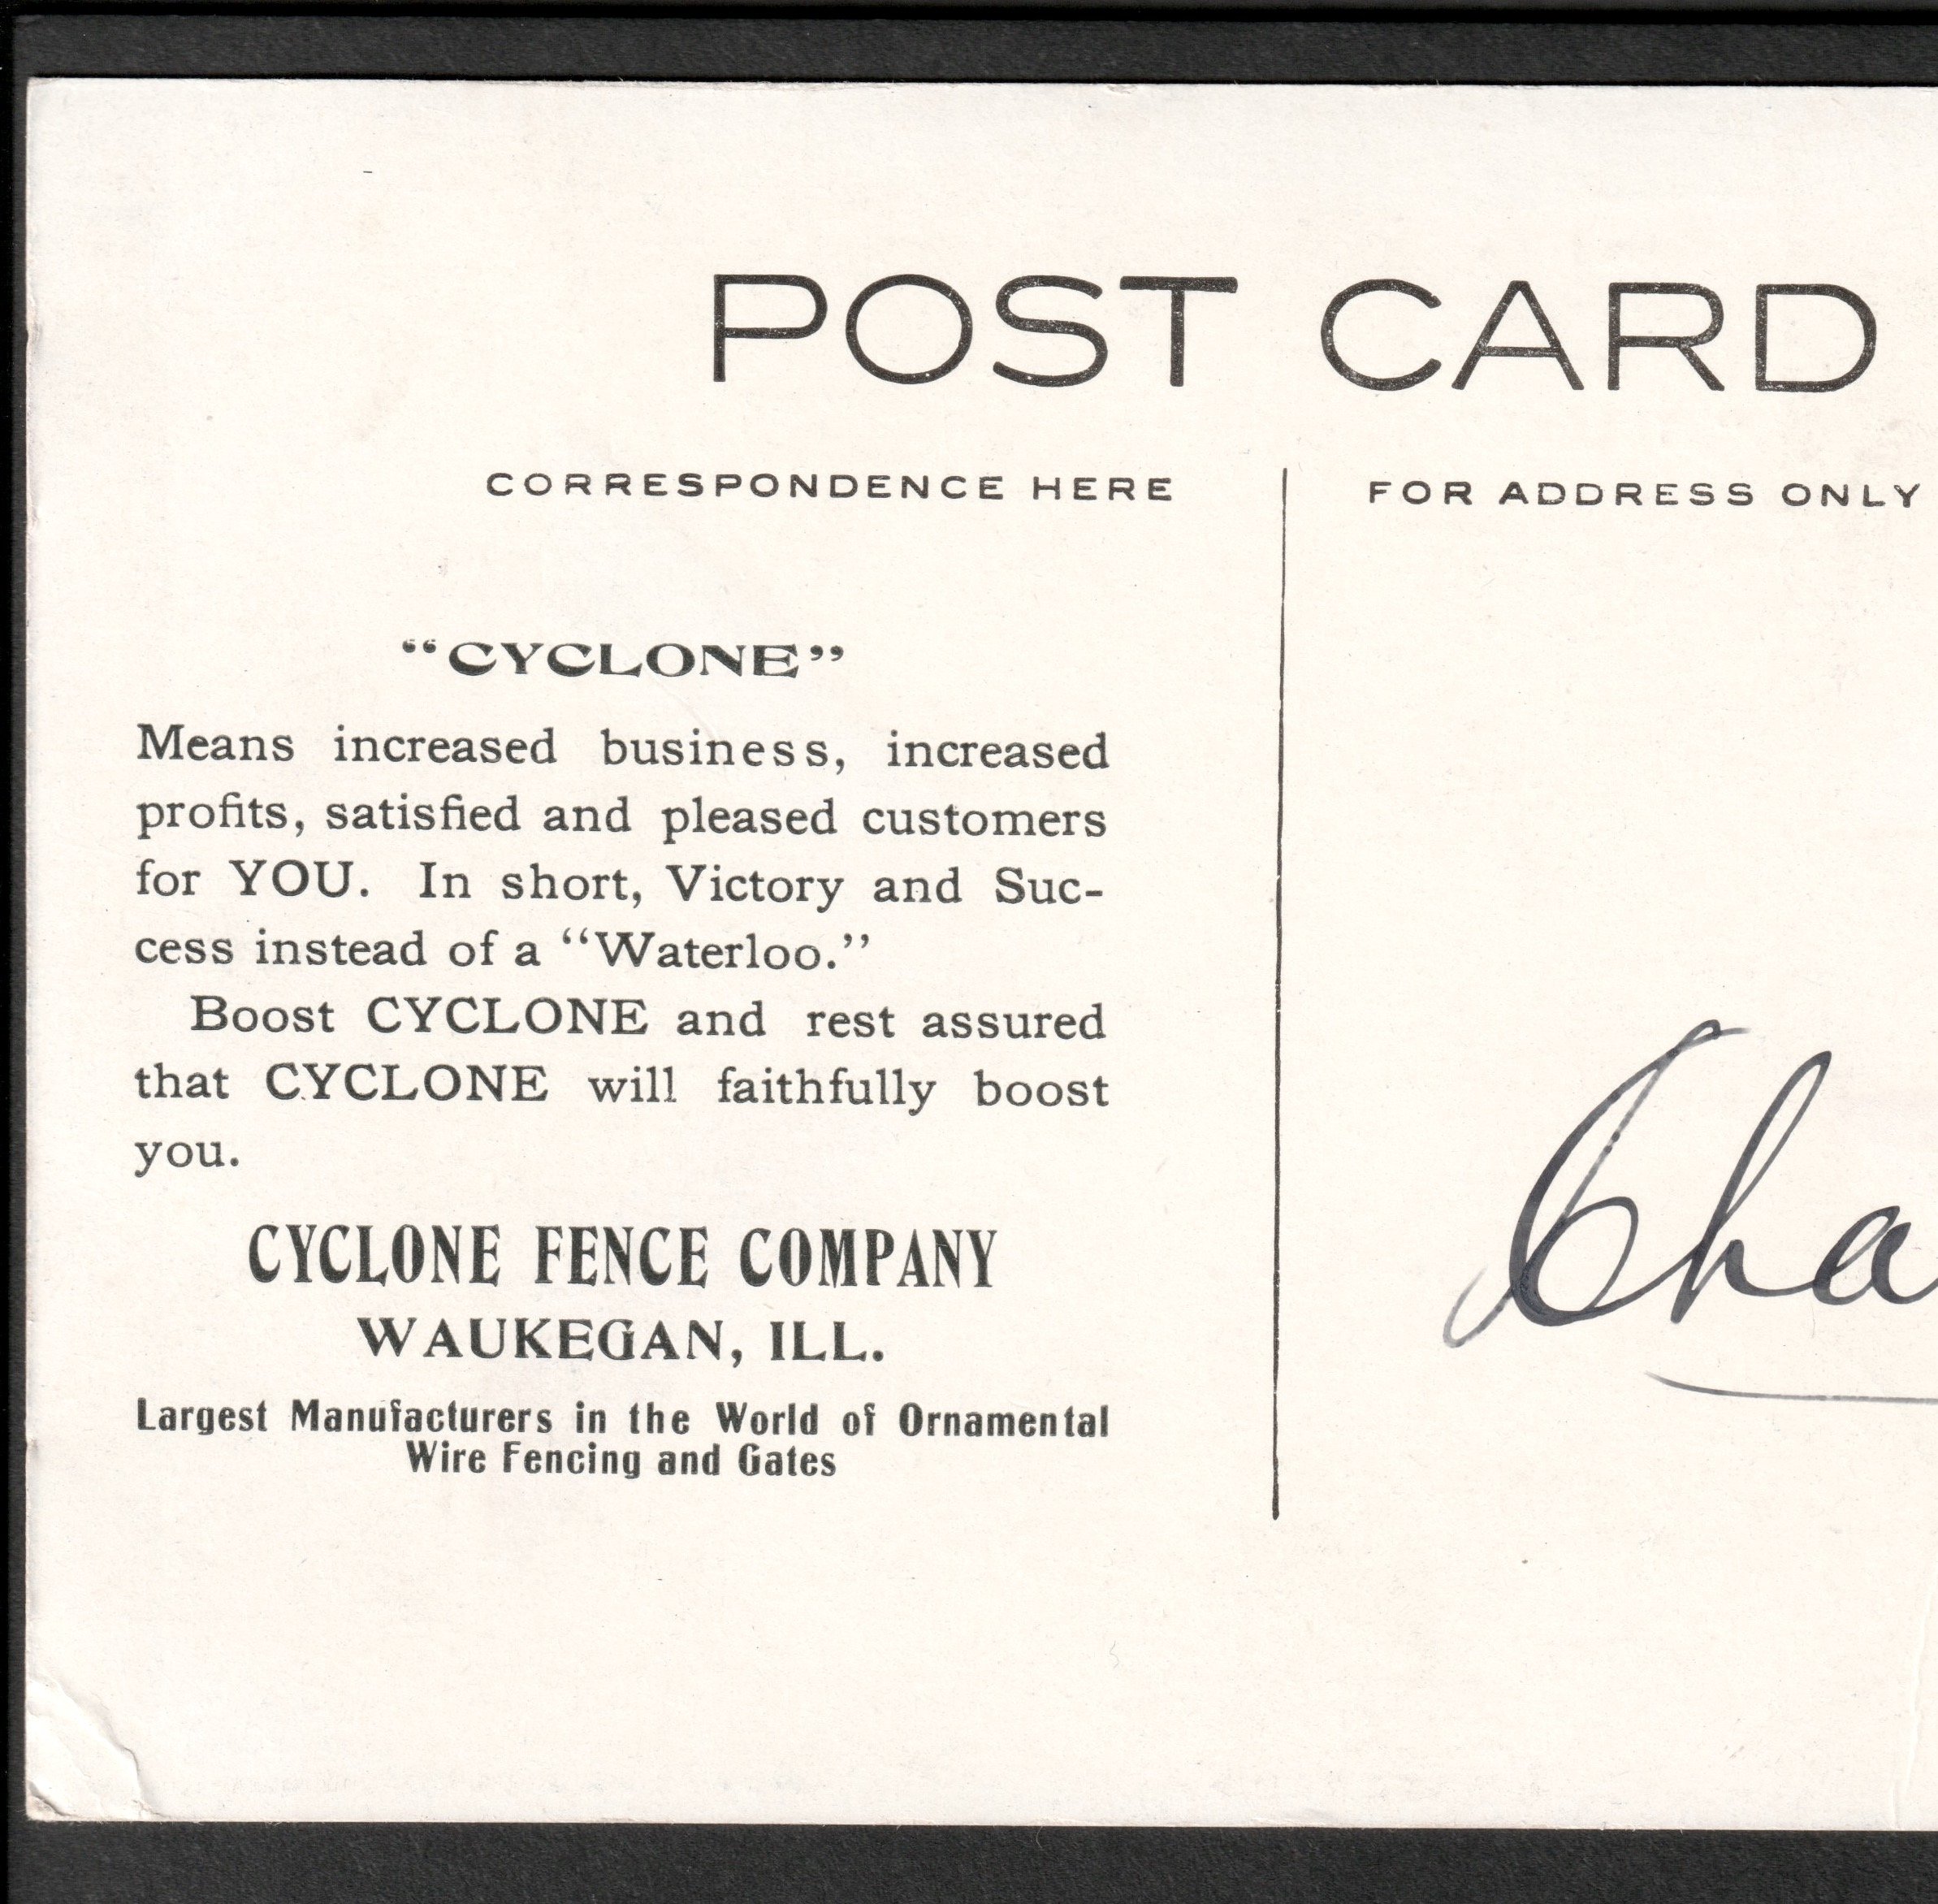 POST CARD
CORRESPONDENCE HERE
FOR ADDRESS ONLY
“CYCLONE”
Means increased business, increased
profits, satisfied and pleased customers
for YOU. In short, Victory and Suc-
cess instead of a “Waterloo.”
Boost CYCLONE and rest assured
that CYCLONE will faithfully boost
you.
CYCLONE FENCE COMPANY
WAUKEGAN, ILL.
Largest Manufacturers in the World of Ornamental
Wire Fencing and Gates
Cha